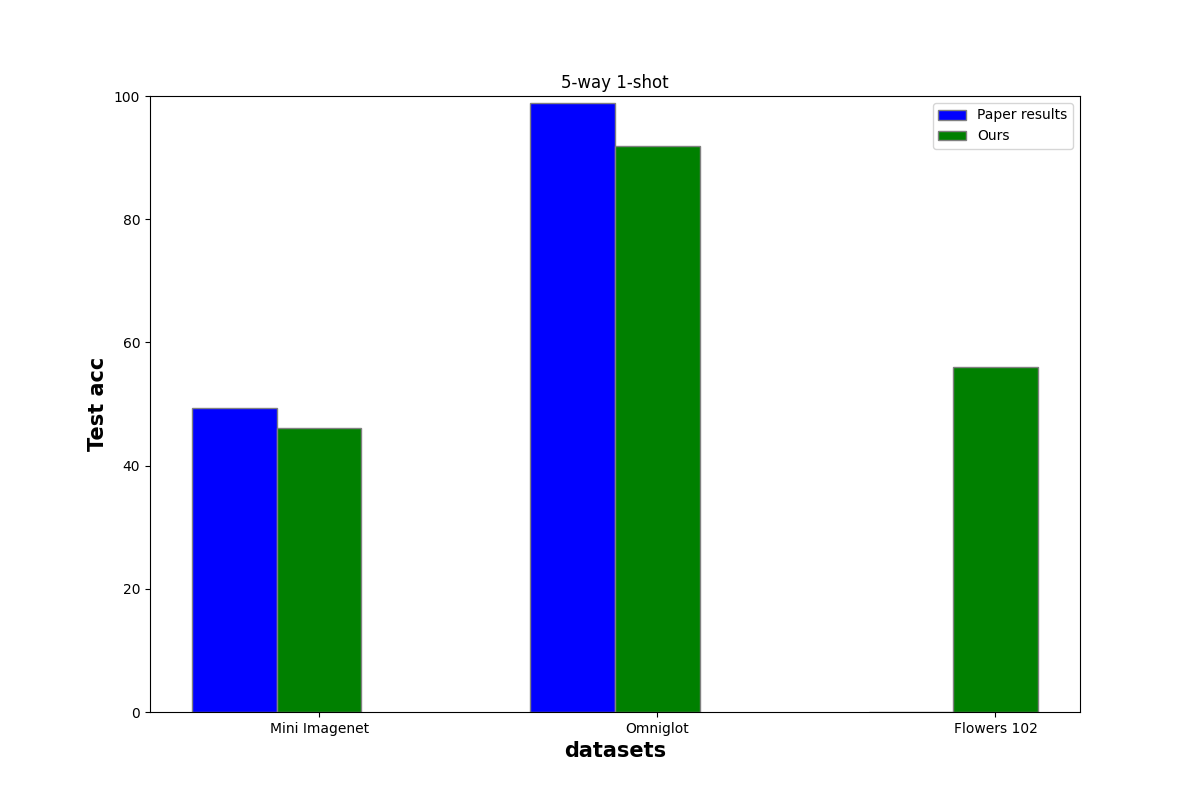 5-way 1-shot
100
80
60
40
20
0
Test acc
Paper results
Ours
Mini Imagenet
Omniglot
Flowers 102
datasets